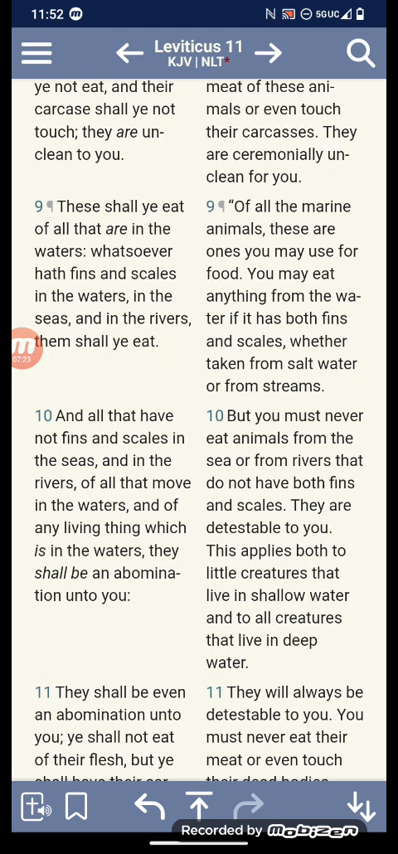 11:52
5GUC
Leviticus 11
KJV | NLT*
ye not eat, and their
carcase shall ye not
touch; they are un-
clean to you.
9 ¶ These shall ye eat
of all that are in the
waters: whatsoever
hath fins and scales
in the waters, in the
seas, and in the rivers,
them shall ye eat.
10 And all that have
not fins and scales in
the seas, and in the
rivers, of all that move
in the waters, and of
any living thing which
is in the waters, they
shall be an abomina-
tion unto you:
11 They shall be even
an abomination unto
you; ye shall not eat
of their flesh, but ye
shall have their car-
meat of these ani-
mals or even touch
their carcasses. They
are ceremonially un-
clean for you.
9 ¶ “Of all the marine
animals, these are
ones you may use for
food. You may eat
anything from the wa-
ter if it has both fins
and scales, whether
taken from salt water
or from streams.
10 But you must never
eat animals from the
sea or from rivers that
do not have both fins
and scales. They are
detestable to you.
This applies both to
little creatures that
live in shallow water
and to all creatures
that live in deep
water.
11 They will always be
detestable to you. You
must never eat their
meat or even touch
their dead bodies.
07:23
Recorded by mobizen